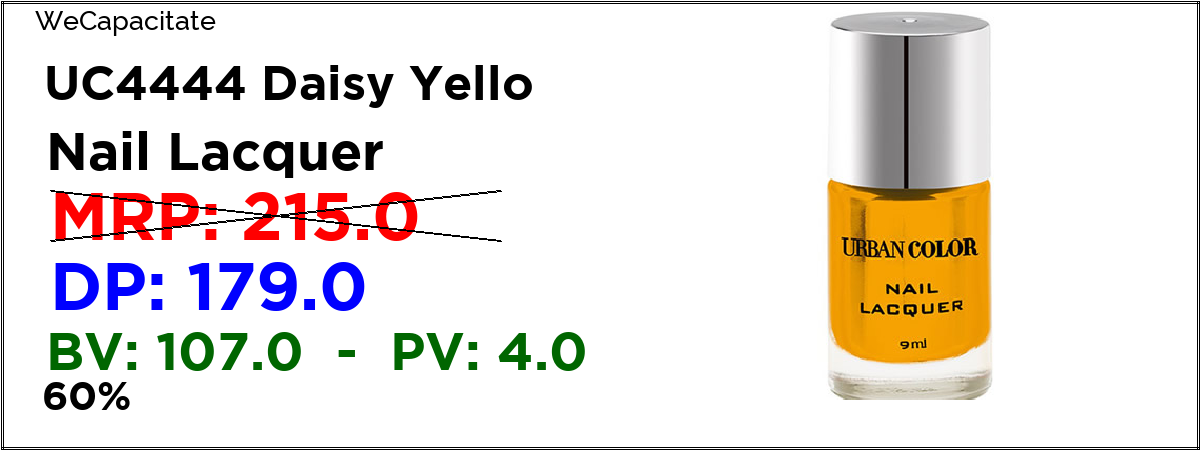 WeCapacitate
UC4444 Daisy Yello
Nail Lacquer
MRP: 215.0
DP: 179.0
BV: 107.0 - PV: 4.0
60%
URBAN COLOR
NAIL
LACQUER
9ml